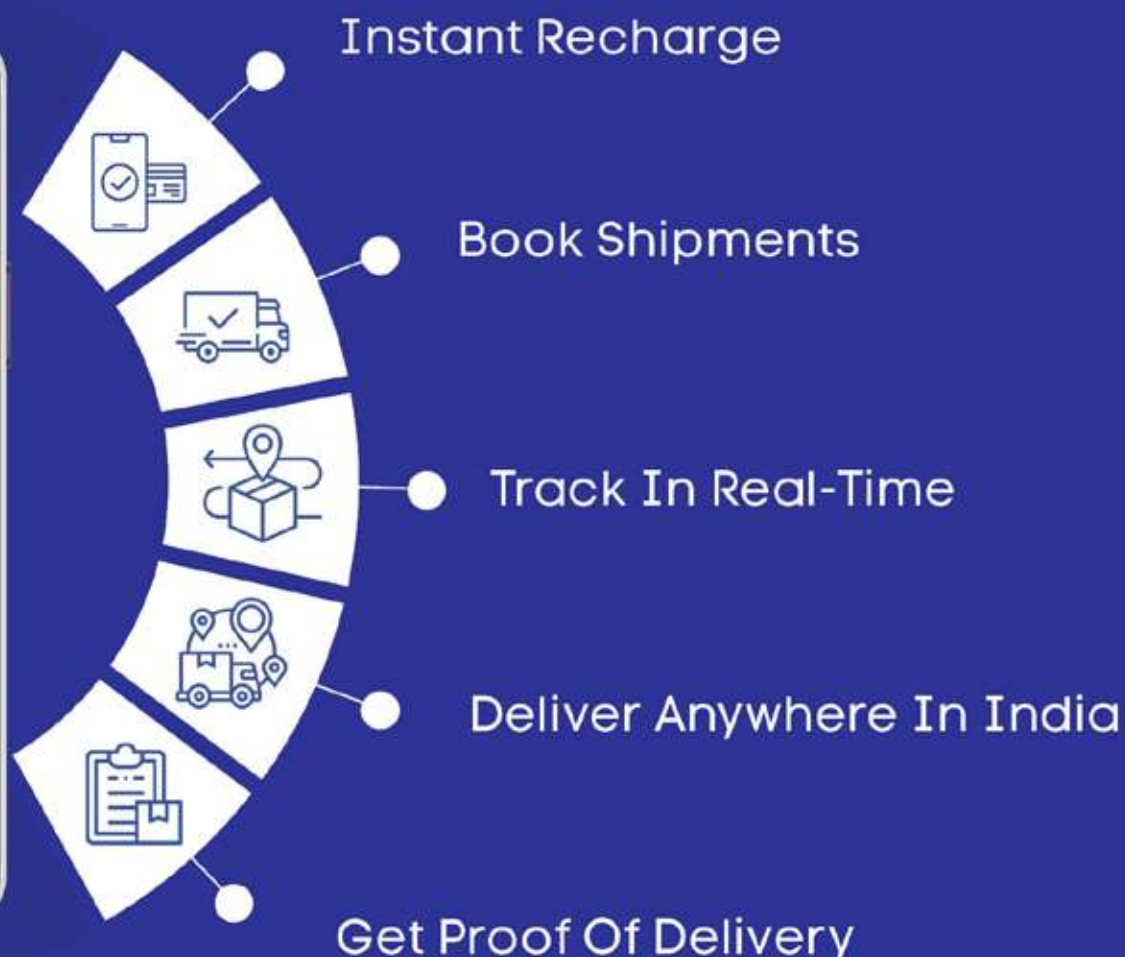 Instant Recharge
Book Shipments
Track In Real-Time
Deliver Anywhere In India
Get Proof Of Delivery